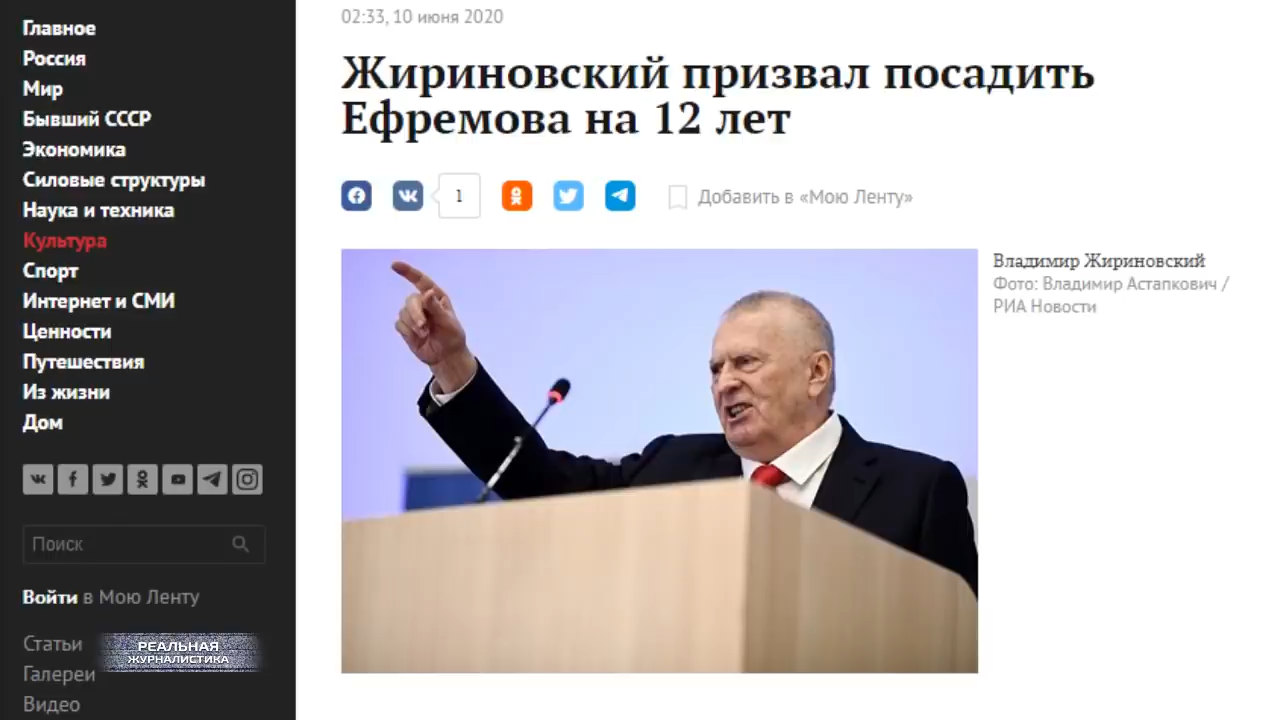 Главное
Россия
Мир
Бывший СССР
Экономика
Силовые структуры
Наука и техника
Культура
Спорт
Интернет и СМИ
Ценности
Путешествия
Из жизни
Дом
Поиск
Войти в Мою Ленту
Статьи
Галереи
Видео
РЕАЛЬНАЯ
ЖУРНАЛИСТИКА
02:33, 10 июня 2020
Жириновский призвал посадить
Ефремова на 12 лет
1
Добавить в «Мою Ленту»
Владимир Жириновский
Фото: Владимир Астапкович /
РИА Новости